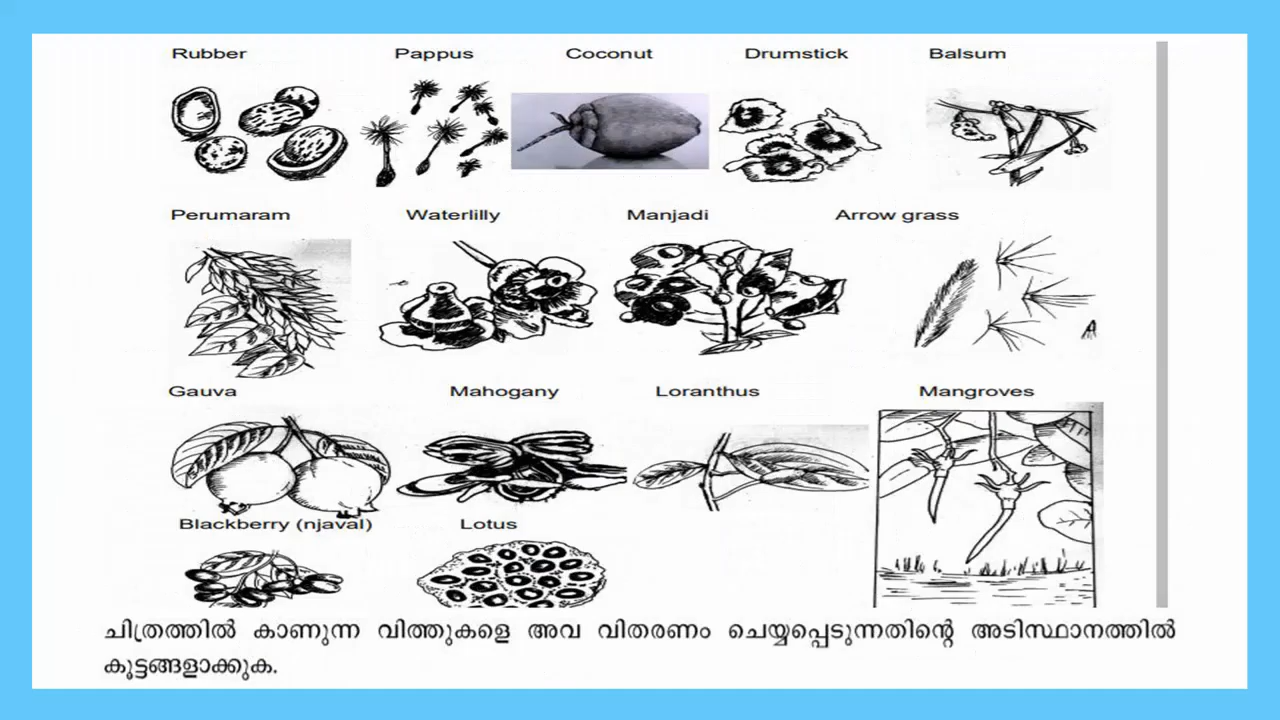 Rubber Pappus Coconut Drumstick Balsum
Perumaram Waterlilly Manjadi Arrow grass
Gauva Mahogany Loranthus Mangroves
Blackberry (njaval) Lotus
ചിത്രത്തിൽ കാണുന്ന വിത്തുകളെ അവ വിതരണം ചെയ്യപ്പെടുന്നതിന്റെ അടിസ്ഥാനത്തിൽ
കൂട്ടങ്ങളാക്കുക.